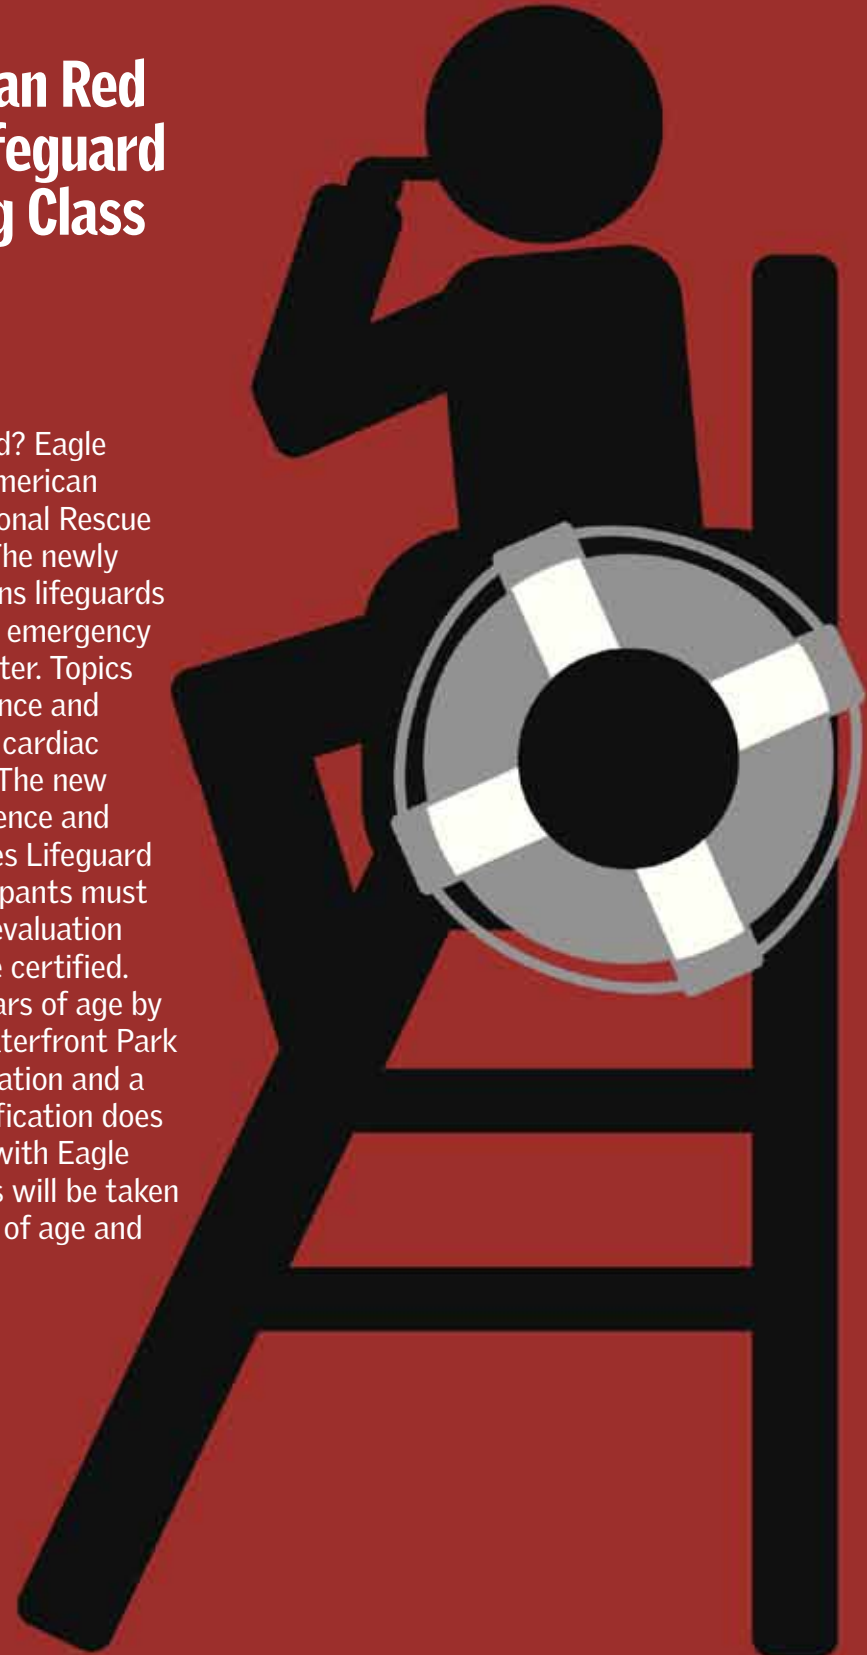 an Red
feguard
g Class
d? Eagle
merican
onal Rescue
The newly
ns lifeguards
emergency
ter. Topics
nce and
cardiac
The new
ence and
es Lifeguard
pants must
evaluation
e certified.
ars of age by
terfront Park
ation and a
fication does
with Eagle
s will be taken
of age and